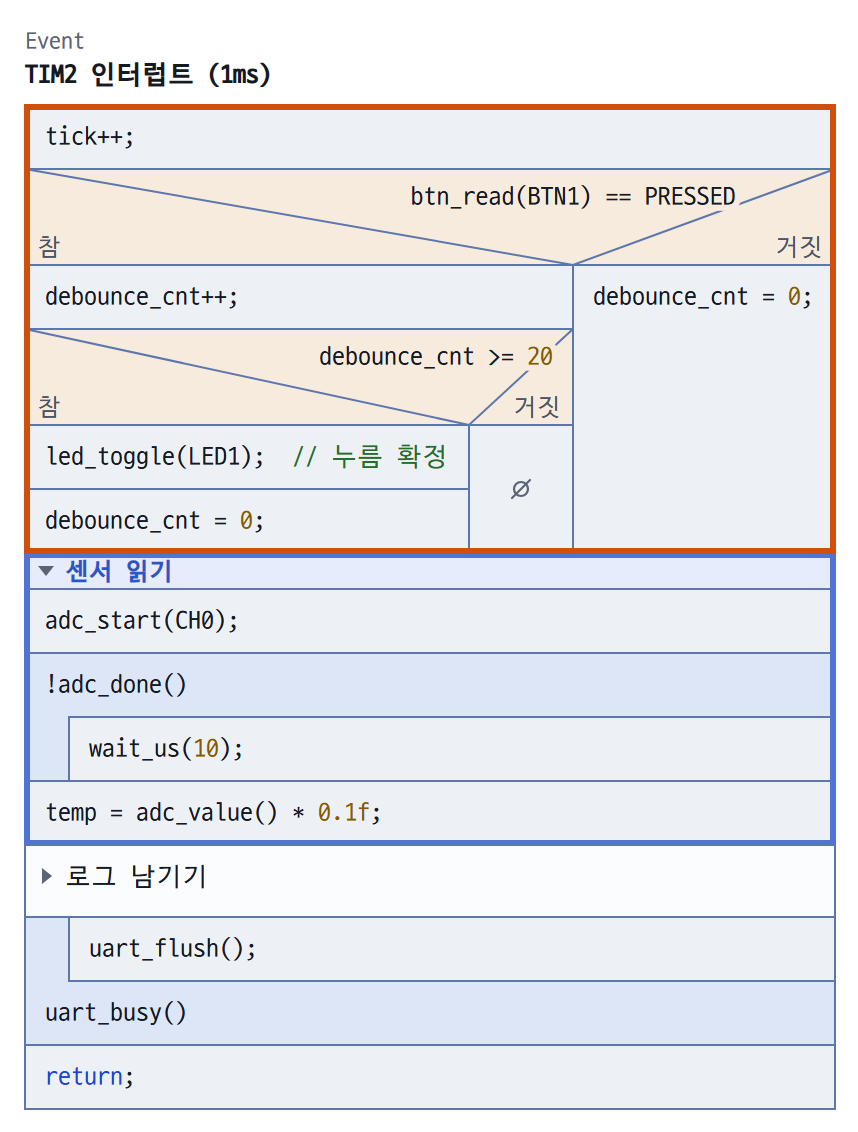 Event
TIM2 인터럽트 (1ms)
tick++;
btn_read(BTN1) == PRESSED
참
거짓
debounce_cnt++;
debounce_cnt = 0;
debounce_cnt >= 20
참
거짓
led_toggle(LED1);  // 누름 확정
∅
debounce_cnt = 0;
센서 읽기
adc_start(CH0);
!adc_done()
wait_us(10);
temp = adc_value() * 0.1f;
로그 남기기
uart_flush();
uart_busy()
return;